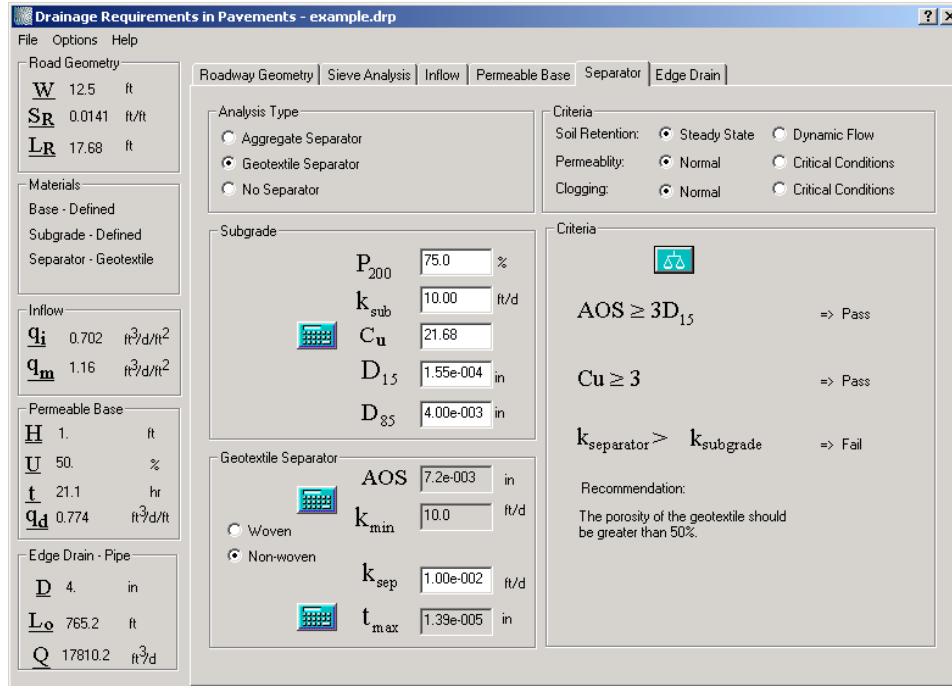 Drainage Requirements in Pavements - example.drp
File Options Help
Road Geometry
W 12.5 ft
SR 0.0141 ft/ft
LR 17.68 ft
Materials
Base - Defined
Subgrade - Defined
Separator - Geotextile
Inflow
qi 0.702 ft³/d/ft²
qm 1.16 ft³/d/ft²
Permeable Base
H 1. ft
U 50. %
t 21.1 hr
qd 0.774 ft³/d/ft
Edge Drain - Pipe
D 4. in
Lo 765.2 ft
Q 17810.2 ft³/d
Roadway Geometry Sieve Analysis Inflow Permeable Base Separator Edge Drain
Analysis Type
Aggregate Separator
Geotextile Separator
No Separator
Criteria
Soil Retention: Steady State Dynamic Flow
Permeablity: Normal Critical Conditions
Clogging: Normal Critical Conditions
Subgrade
P200 75.0 %
ksub 10.00 ft/d
Cu 21.68
D15 1.55e-004 in
D85 4.00e-003 in
Geotextile Separator
Woven
Non-woven
AOS 7.2e-003 in
kmin 10.0 ft/d
ksep 1.00e-002 ft/d
tmax 1.39e-005 in
Criteria
AOS ≥ 3D15 => Pass
Cu ≥ 3 => Pass
kseparator > ksubgrade => Fail
Recommendation:
The porosity of the geotextile should
be greater than 50%.